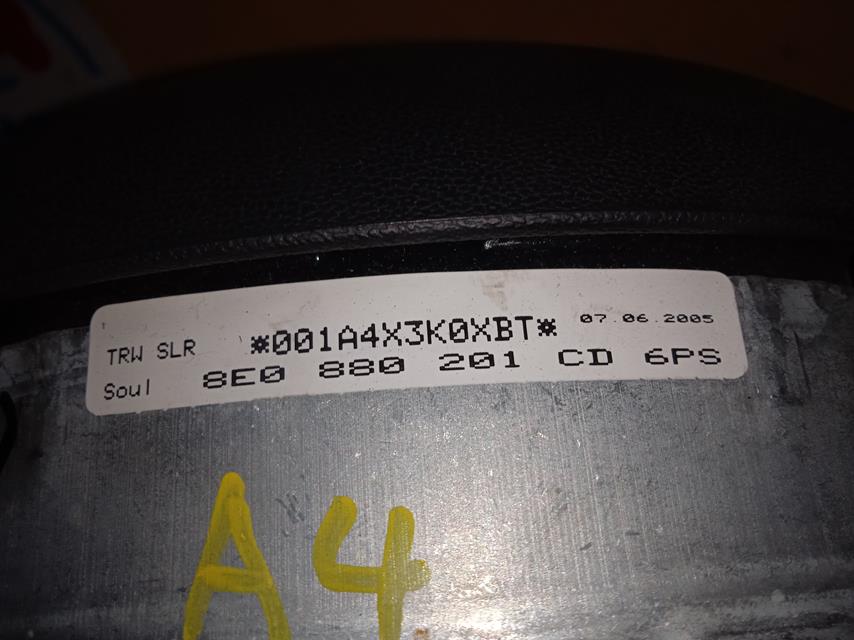 TRW SLR *001A4X3K0XBT* 07.06.2005
Soul 8E0 880 201 CD 6PS
A4